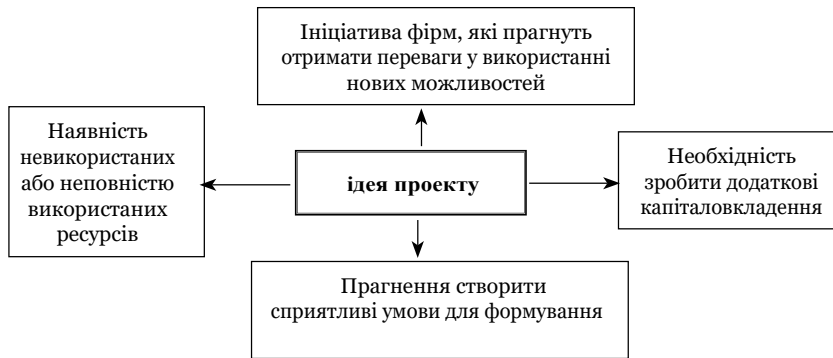 Ініціатива фірм, які прагнуть
отримати переваги у використанні
нових можливостей
Наявність
невикористаних
або неповністю
використаних
ресурсів
ідея проекту
Необхідність
зробити додаткові
капіталовкладення
Прагнення створити
сприятливі умови для формування